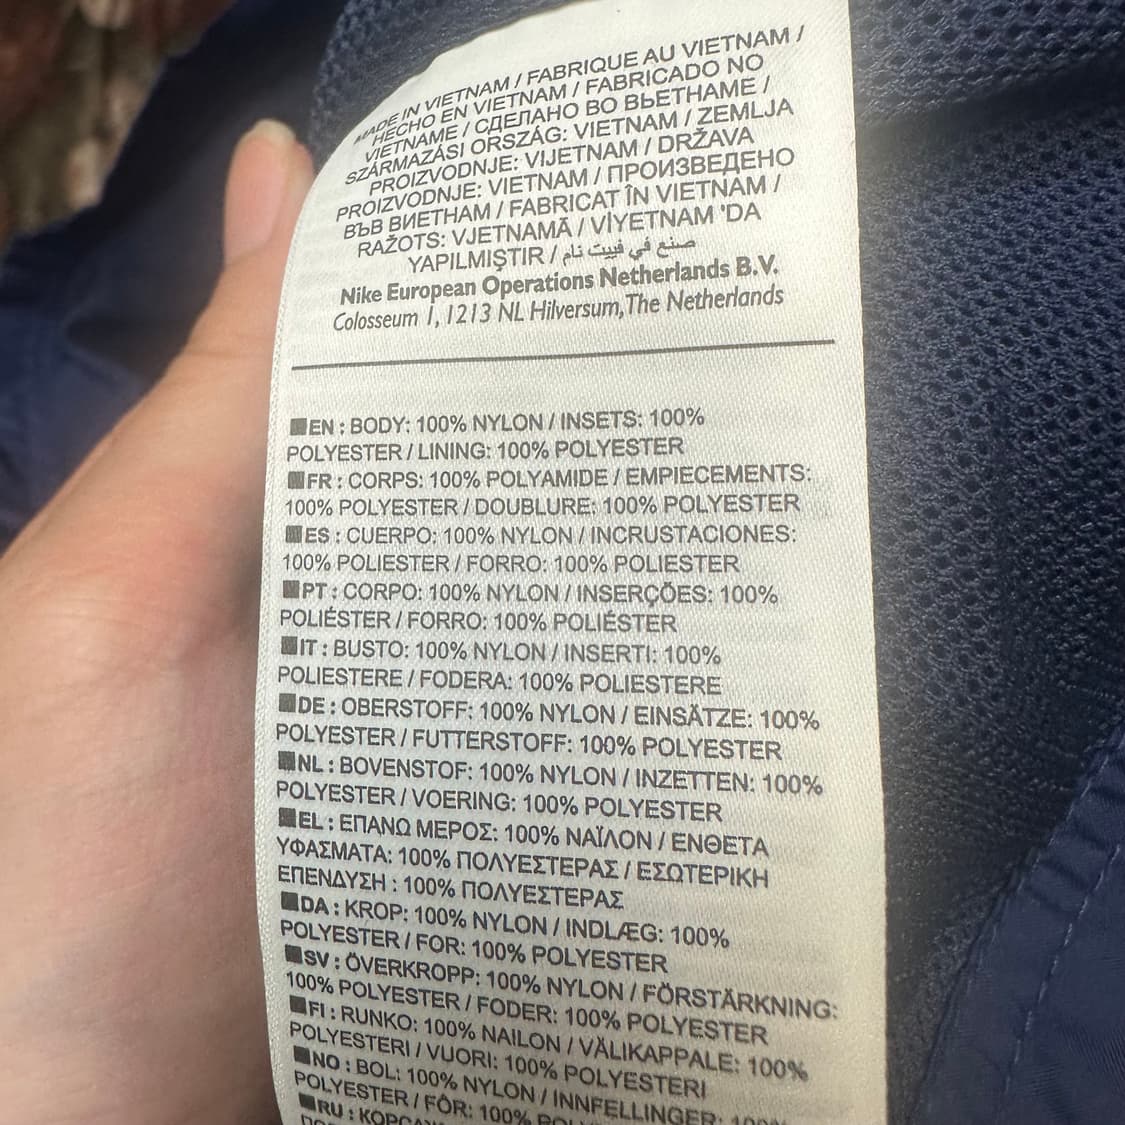 MADE IN VIETNAM / FABRIQUE AU VIETNAM /
HECHO EN VIETNAM / FABRICADO NO
VIETNAME / СДЕЛАНО ВО ВЬЕТНАМЕ /
SZÁRMAZÁSI ORSZÁG: VIETNAM / ZEMLJA
PROIZVODNJE: VIJETNAM / DRŽAVA
PROIZVODNJE: VIETNAM / ПРОИЗВЕДЕНО
ВЪВ ВИЕТНАМ / FABRICAT ÎN VIETNAM /
RAŽOTS: VJETNAMĀ / VİYETNAM 'DA
YAPILMIŞTIR / صنع في فييت نام
Nike European Operations Netherlands B.V.
Colosseum 1, 1213 NL Hilversum, The Netherlands
EN : BODY: 100% NYLON / INSETS: 100%
POLYESTER / LINING: 100% POLYESTER
FR : CORPS: 100% POLYAMIDE / EMPIECEMENTS:
100% POLYESTER / DOUBLURE: 100% POLYESTER
ES : CUERPO: 100% NYLON / INCRUSTACIONES:
100% POLIESTER / FORRO: 100% POLIESTER
PT : CORPO: 100% NYLON / INSERÇÕES: 100%
POLIÉSTER / FORRO: 100% POLIÉSTER
IT : BUSTO: 100% NYLON / INSERTI: 100%
POLIESTERE / FODERA: 100% POLIESTERE
DE : OBERSTOFF: 100% NYLON / EINSÄTZE: 100%
POLYESTER / FUTTERSTOFF: 100% POLYESTER
NL : BOVENSTOF: 100% NYLON / INZETTEN: 100%
POLYESTER / VOERING: 100% POLYESTER
EL : ΕΠΑΝΩ ΜΕΡΟΣ: 100% ΝΑΪΛΟΝ / ΕΝΘΕΤΑ
ΥΦΑΣΜΑΤΑ: 100% ΠΟΛΥΕΣΤΕΡΑΣ / ΕΣΩΤΕΡΙΚΗ
ΕΠΕΝΔΥΣΗ : 100% ΠΟΛΥΕΣΤΕΡΑΣ
DA : KROP: 100% NYLON / INDLÆG: 100%
POLYESTER / FOR: 100% POLYESTER
SV : ÖVERKROPP: 100% NYLON / FÖRSTÄRKNING:
100% POLYESTER / FODER: 100% POLYESTER
FI : RUNKO: 100% NAILON / VÄLIKAPPALE: 100%
POLYESTERI / VUORI: 100% POLYESTERI
NO : BOL: 100% NYLON / INNFELLINGER: 100%
POLYESTER / FÔR: 100%
RU :